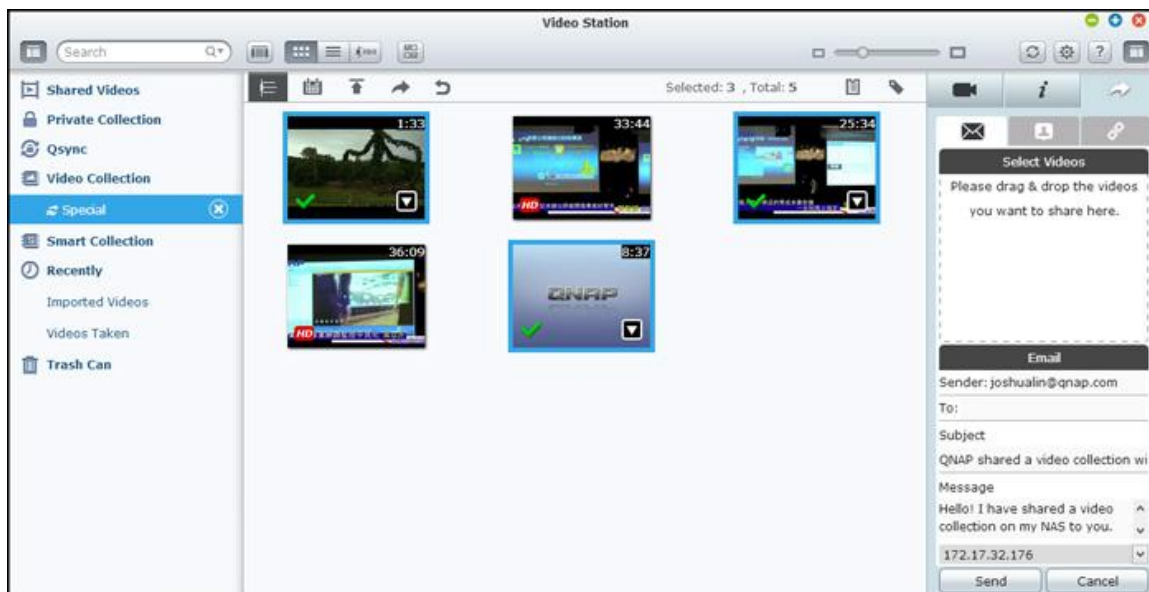 Video Station
Search
Selected: 3 , Total: 5
Shared Videos
Private Collection
Qsync
Video Collection
Special
Smart Collection
Recently
Imported Videos
Videos Taken
Trash Can
1:33
33:44
HD
25:34
36:09
HD
8:37
QNAP
i
Select Videos
Please drag & drop the videos
you want to share here.
Email
Sender: joshualin@qnap.com
To:
Subject
QNAP shared a video collection wi
Message
Hello! I have shared a video
collection on my NAS to you.
172.17.32.176
Send
Cancel